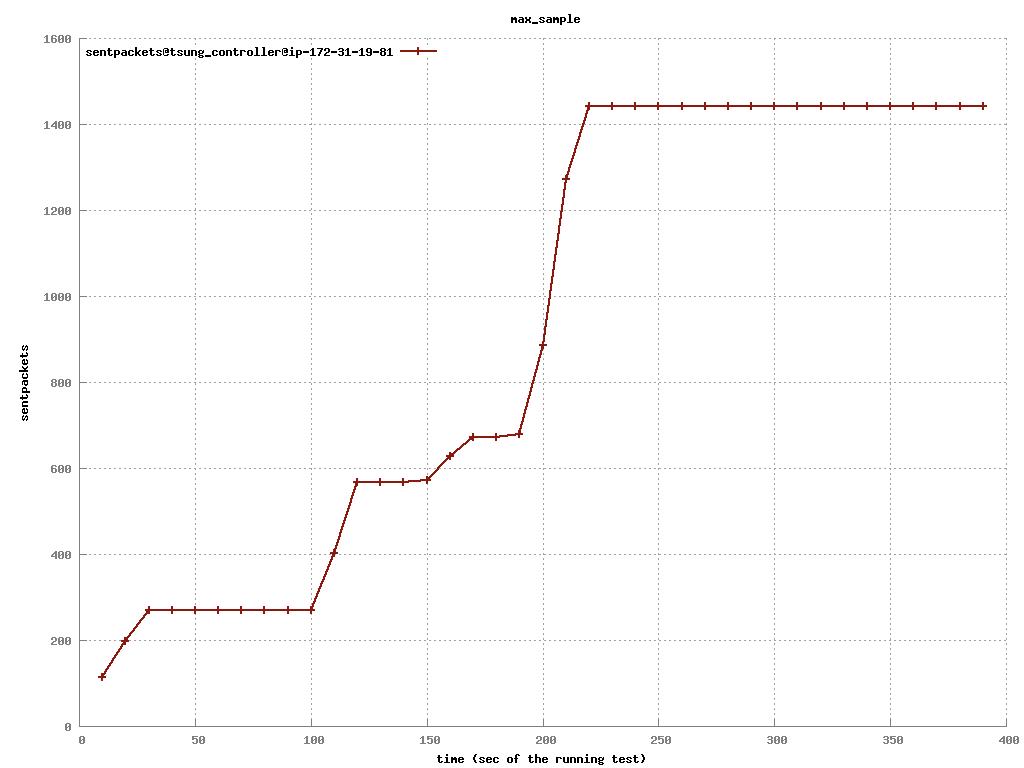 max_sample
sentpackets@tsung_controller@ip-172-31-19-81
1600
1400
1200
1000
800
600
400
200
0
sentpackets
0 50 100 150 200 250 300 350 400
time (sec of the running test)